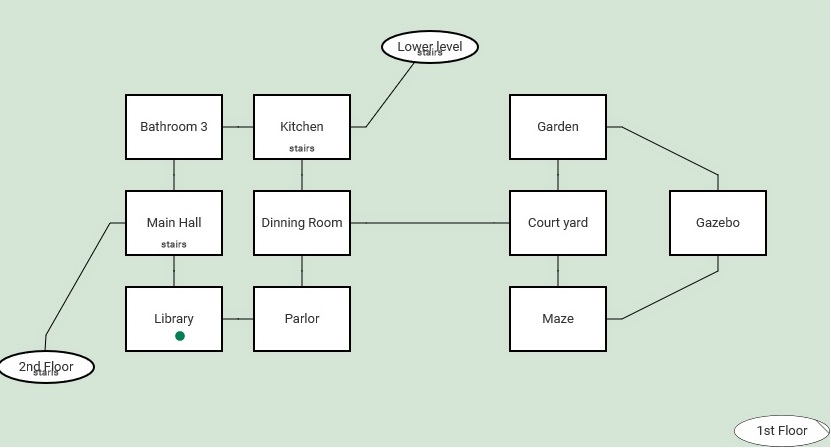 Lower level
stairs
Bathroom 3
Kitchen
stairs
Garden
Main Hall
stairs
Dinning Room
Court yard
Gazebo
Library
Parlor
Maze
2nd Floor
stairs
1st Floor